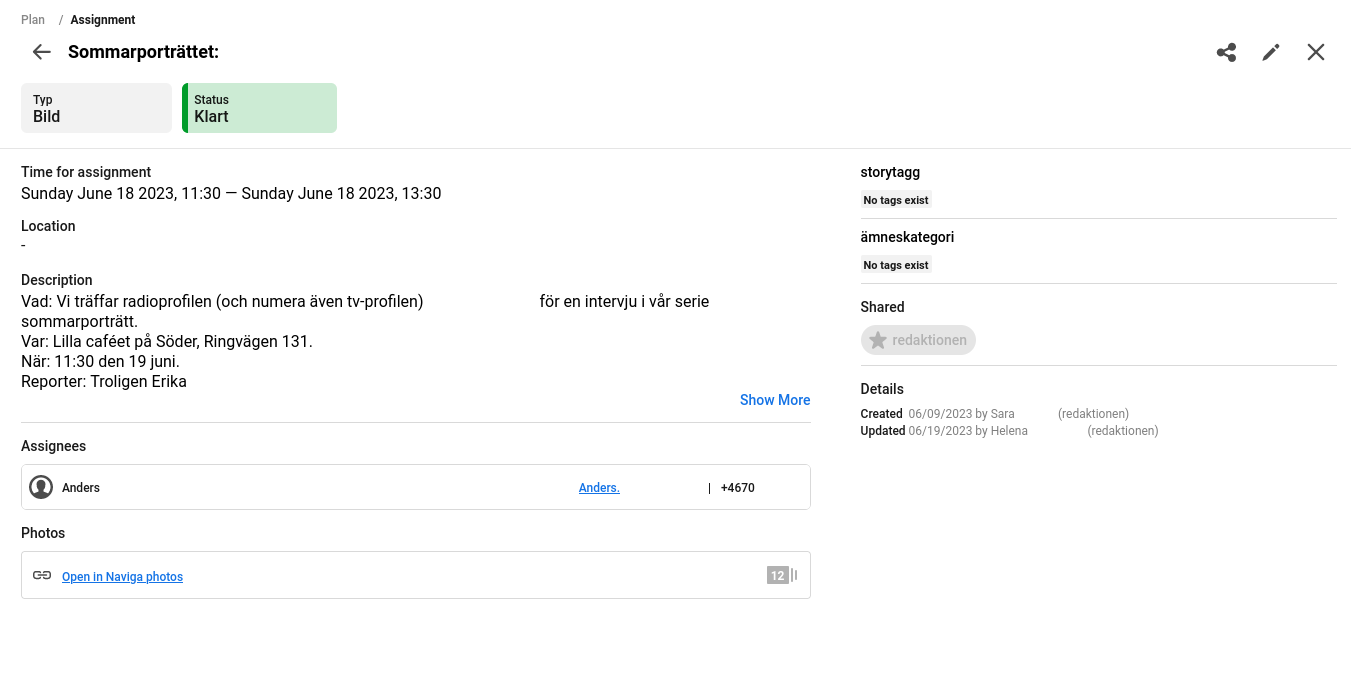 Plan / Assignment
Sommarporträttet:
Typ
Bild
Status
Klart
Time for assignment
Sunday June 18 2023, 11:30 — Sunday June 18 2023, 13:30
Location
-
Description
Vad: Vi träffar radioprofilen (och numera även tv-profilen) för en intervju i vår serie
sommarporträtt.
Var: Lilla caféet på Söder, Ringvägen 131.
När: 11:30 den 19 juni.
Reporter: Troligen Erika
Show More
Assignees
Anders Anders. | +4670
Photos
Open in Naviga photos 12
storytagg
No tags exist
ämneskategori
No tags exist
Shared
redaktionen
Details
Created 06/09/2023 by Sara (redaktionen)
Updated 06/19/2023 by Helena (redaktionen)